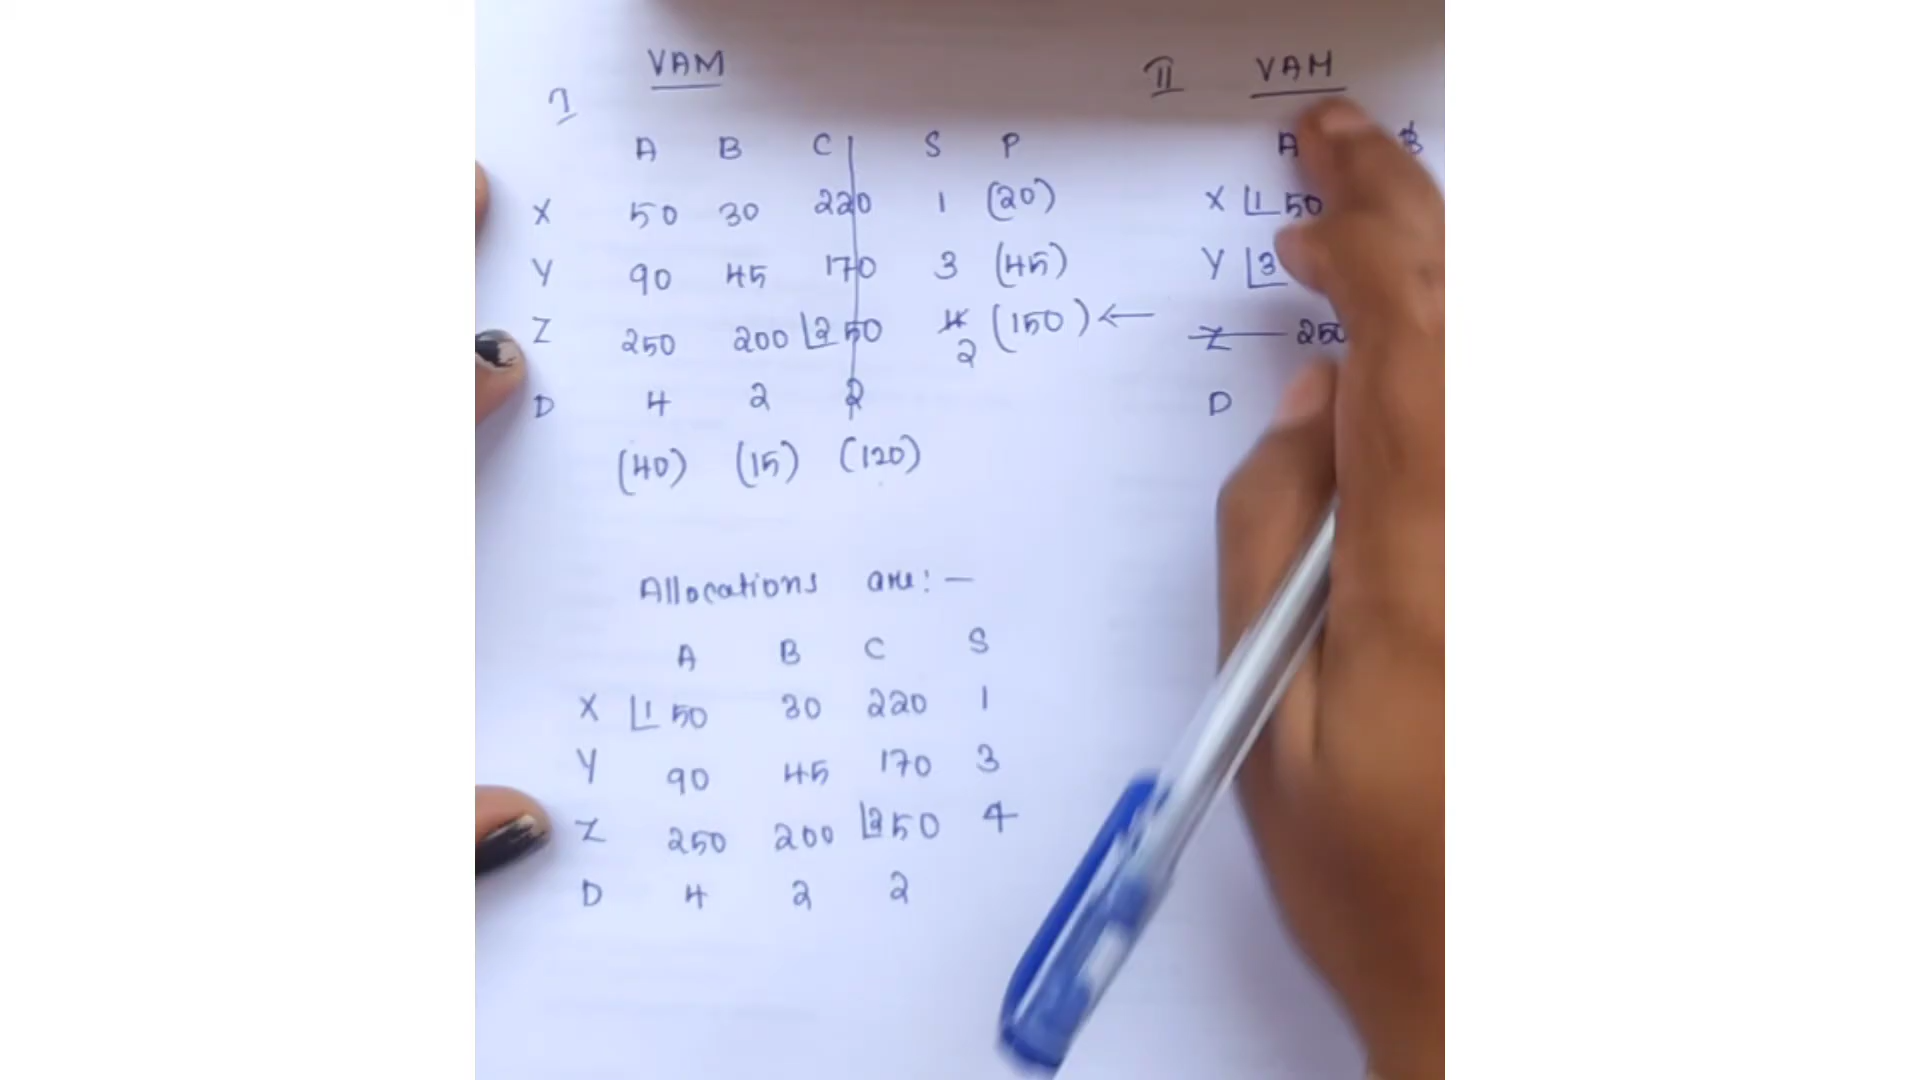 I VAM
A B C S P
X 50 30 220 1 (20)
Y 90 45 170 3 (45)
Z 250 200 2 50 4 (150) ←
2
D 4 2 2
(40) (15) (120)
Allocations are:-
A B C S
X 1 50 30 220 1
Y 90 45 170 3
Z 250 200 2 50 4
D 4 2 2
II VAM
A B
X 1 50
Y 3
Z 250
D